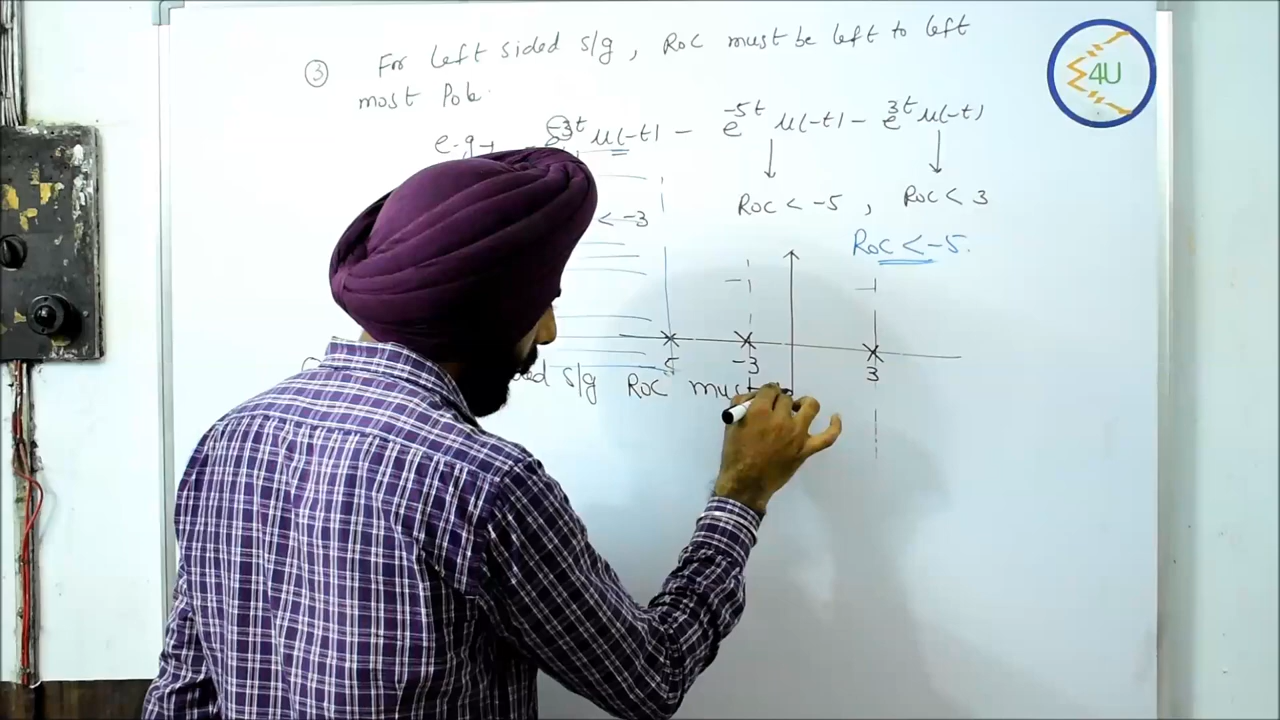 ③ For left sided s/g, RoC must be left to left
most Pole.
e.g→ e^-3t u(-t) - e^-5t u(-t) - e^3t u(-t)
< -3 RoC < -5, RoC < 3
RoC < -5.
5 -3 3
s/g RoC must
4U